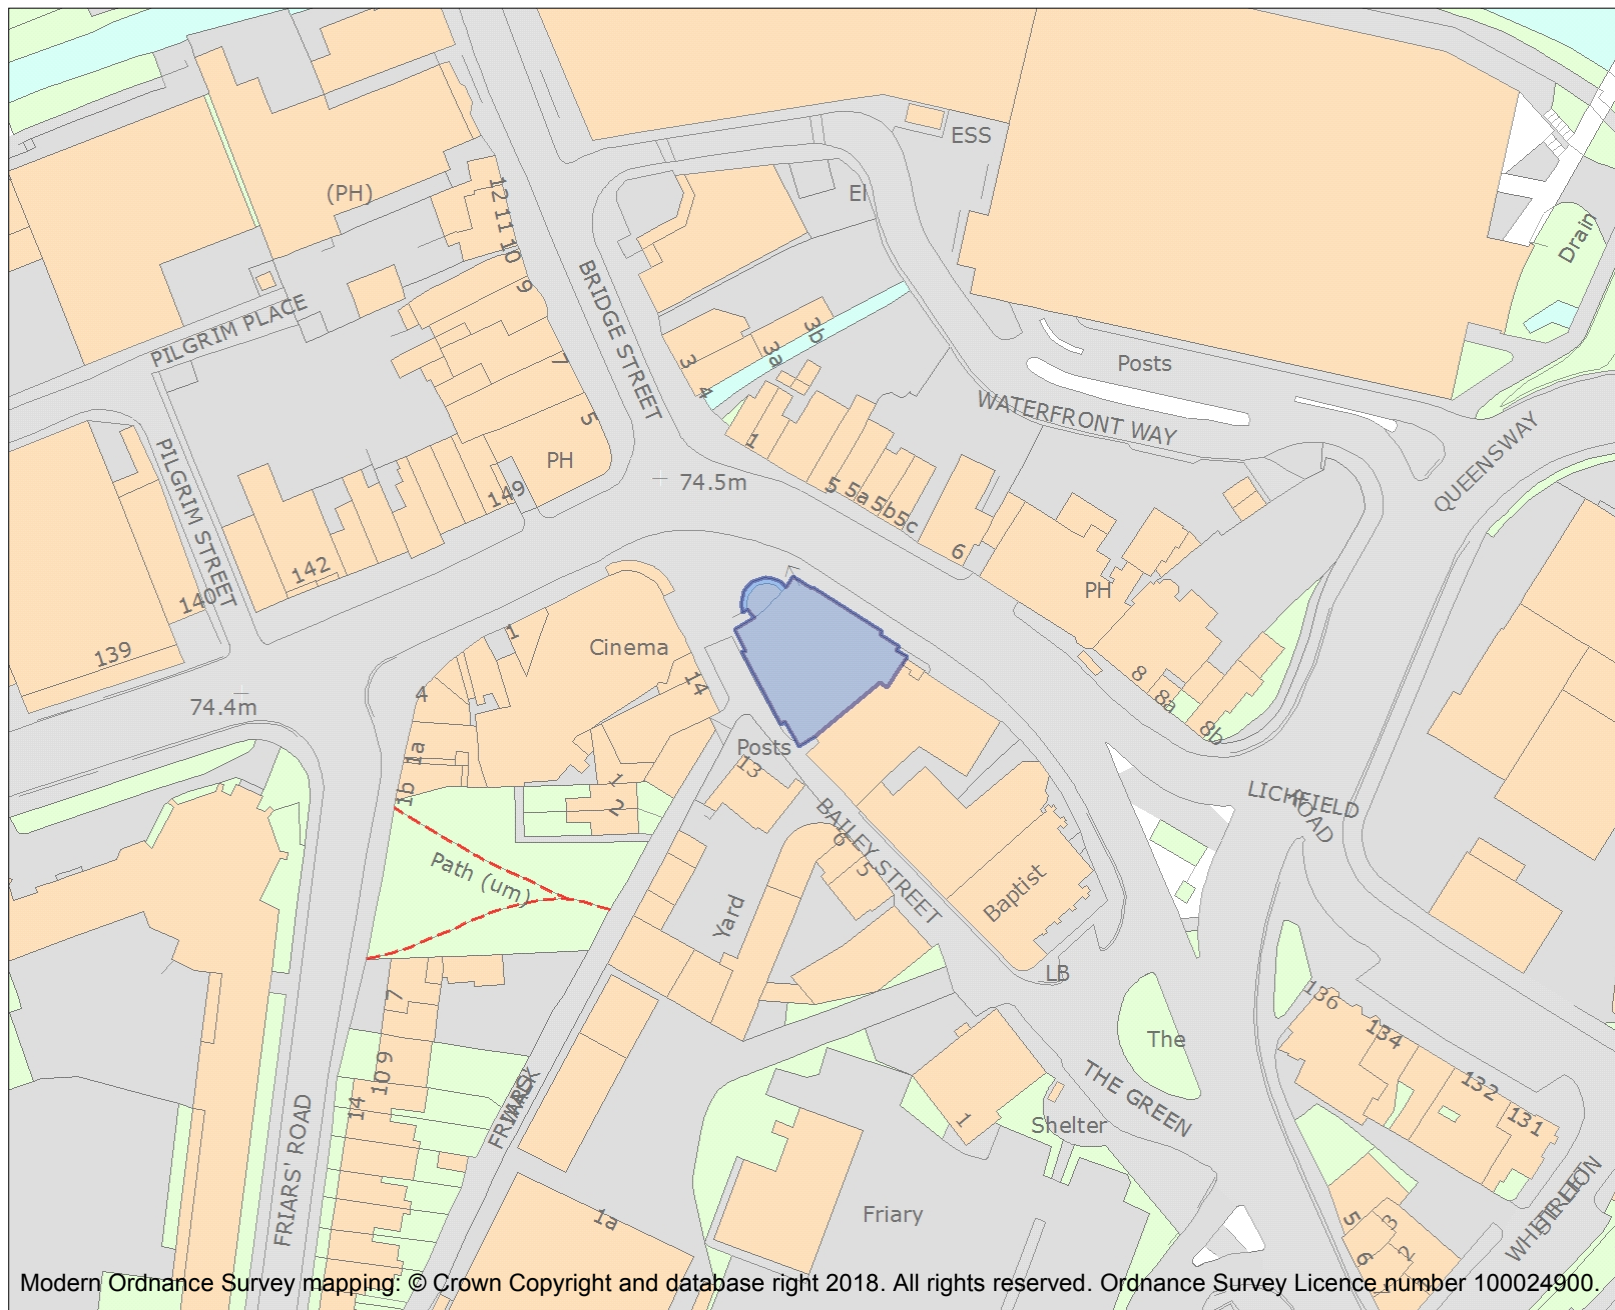 ESS
(PH)
El
12
11
10
9
Drain
BRIDGE STREET
PILGRIM PLACE
3b
3a
3
4
7
5
Posts
WATERFRONT WAY
QUEENSWAY
1
PH
74.5m
149
5
5a
5b
5c
6
PILGRIM STREET
142
140
139
PH
Cinema
1
14
4
8
8a
8b
74.4m
Posts
13
1a
1b
1
2
LICHFIELD
ROAD
BAILEY STREET
6
5
Path (um)
Yard
Baptist
LB
136
The
134
7
9
10
14
132
131
THE GREEN
1
Shelter
FRIARS' ROAD
1a
Friary
5
3
6
2
Modern Ordnance Survey mapping: © Crown Copyright and database right 2018. All rights reserved. Ordnance Survey Licence number 100024900.